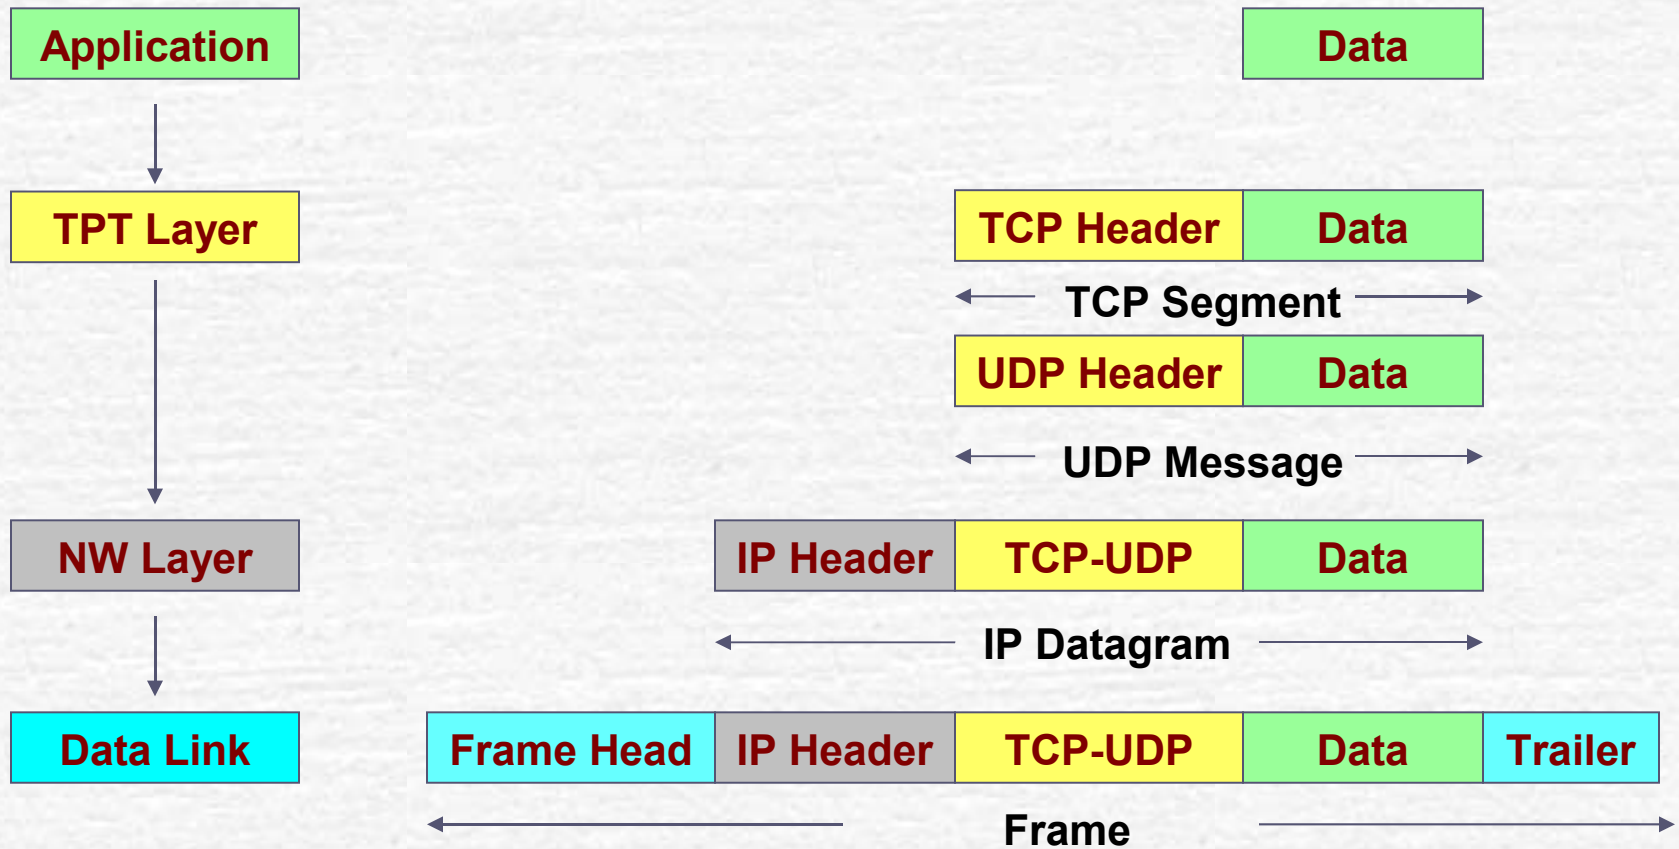 Application
Data
TPT Layer
TCP Header Data
TCP Segment
UDP Header Data
UDP Message
NW Layer
IP Header TCP-UDP Data
IP Datagram
Data Link
Frame Head IP Header TCP-UDP Data Trailer
Frame